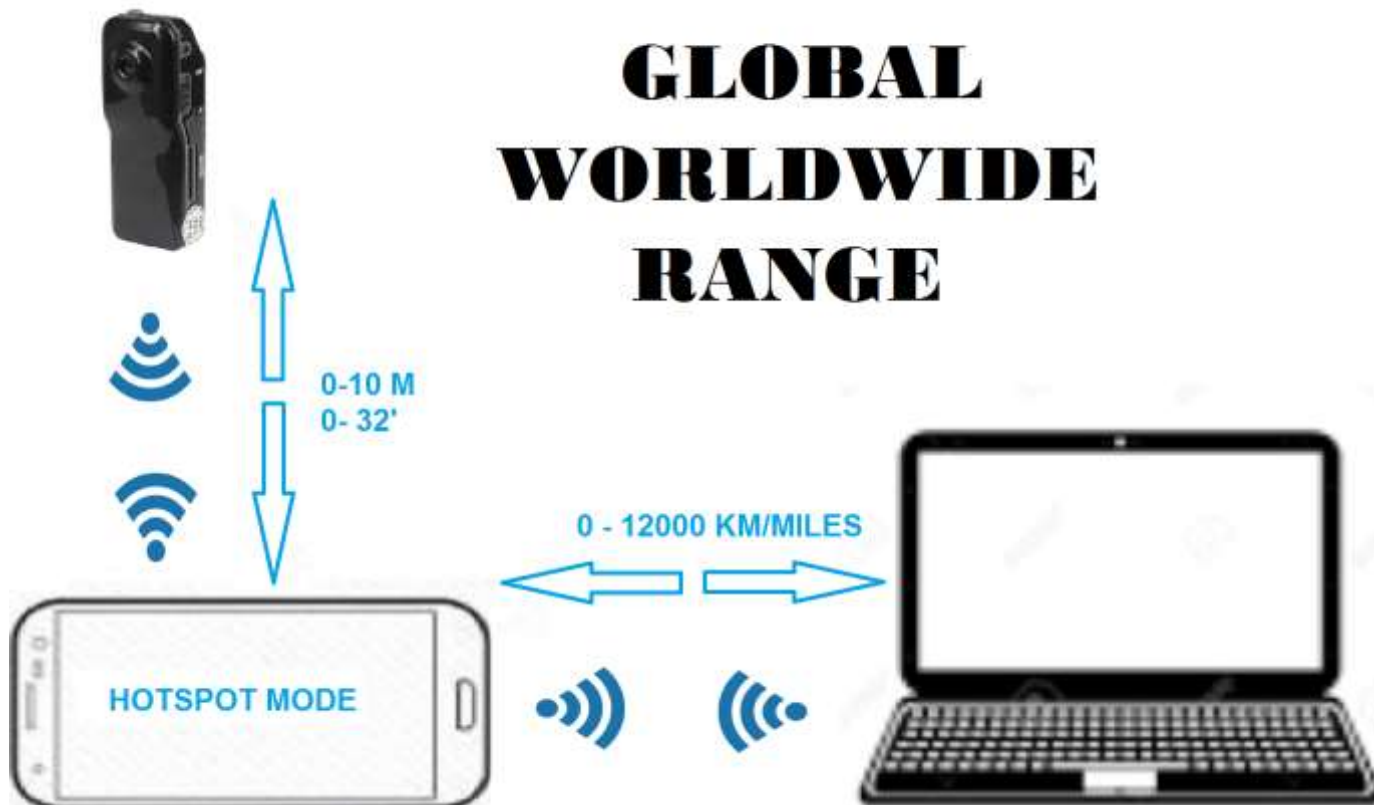 GLOBAL
WORLDWIDE
RANGE
0-10 M
0- 32'
0 - 12000 KM/MILES
HOTSPOT MODE